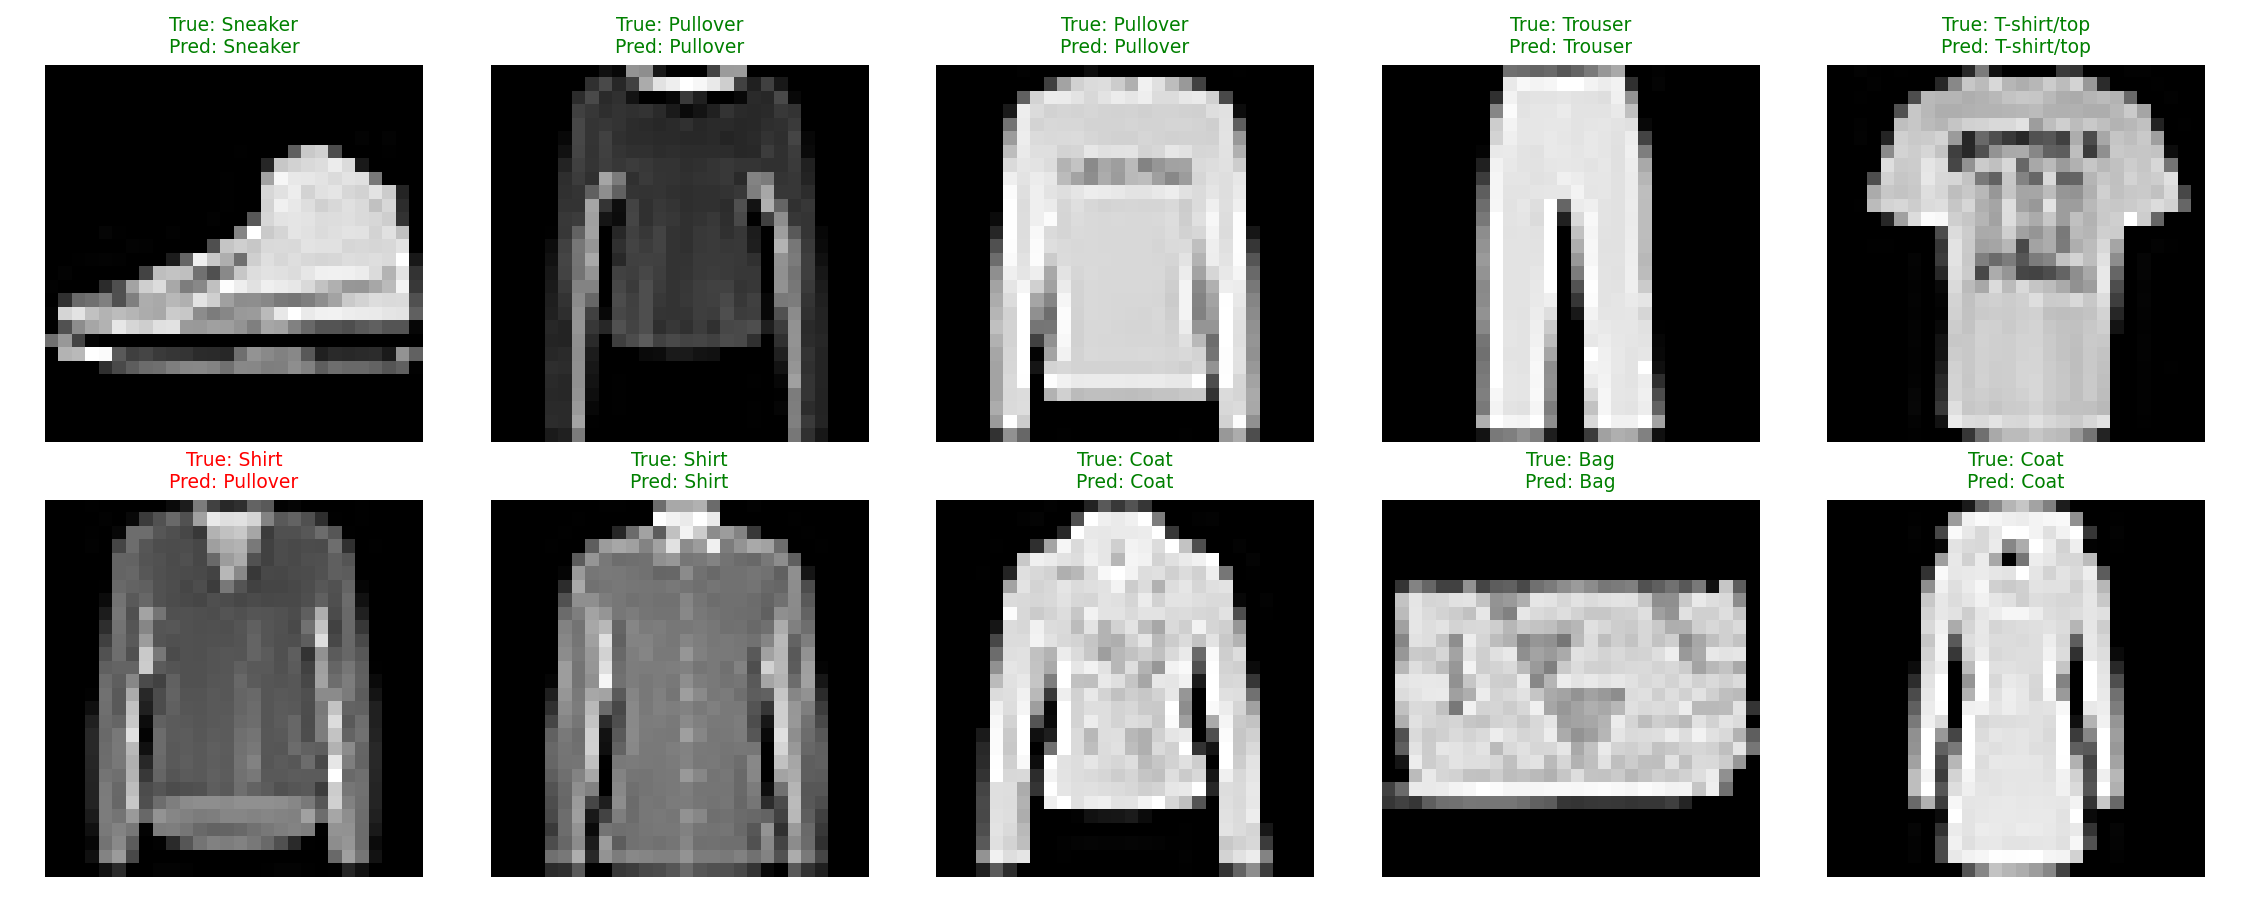 True: Sneaker
Pred: Sneaker
True: Pullover
Pred: Pullover
True: Pullover
Pred: Pullover
True: Trouser
Pred: Trouser
True: T-shirt/top
Pred: T-shirt/top
True: Shirt
Pred: Pullover
True: Shirt
Pred: Shirt
True: Coat
Pred: Coat
True: Bag
Pred: Bag
True: Coat
Pred: Coat